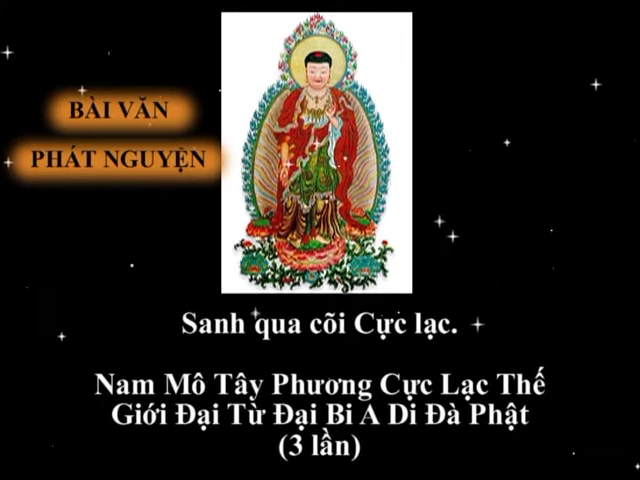 BÀI VĂN
PHÁT NGUYỆN
Sanh qua cõi Cực lạc.
Nam Mô Tây Phương Cực Lạc Thế
Giới Đại Từ Đại Bi A Di Đà Phật
(3 lần)